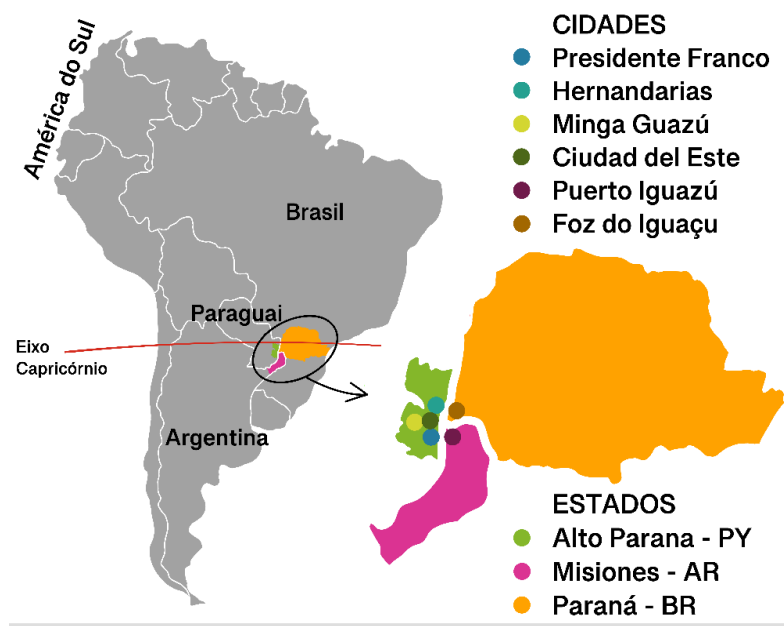 América do Sul
Brasil
Paraguai
Eixo
Capricórnio
Argentina
CIDADES
Presidente Franco
Hernandarias
Minga Guazú
Ciudad del Este
Puerto Iguazú
Foz do Iguaçu
ESTADOS
Alto Parana - PY
Misiones - AR
Paraná - BR